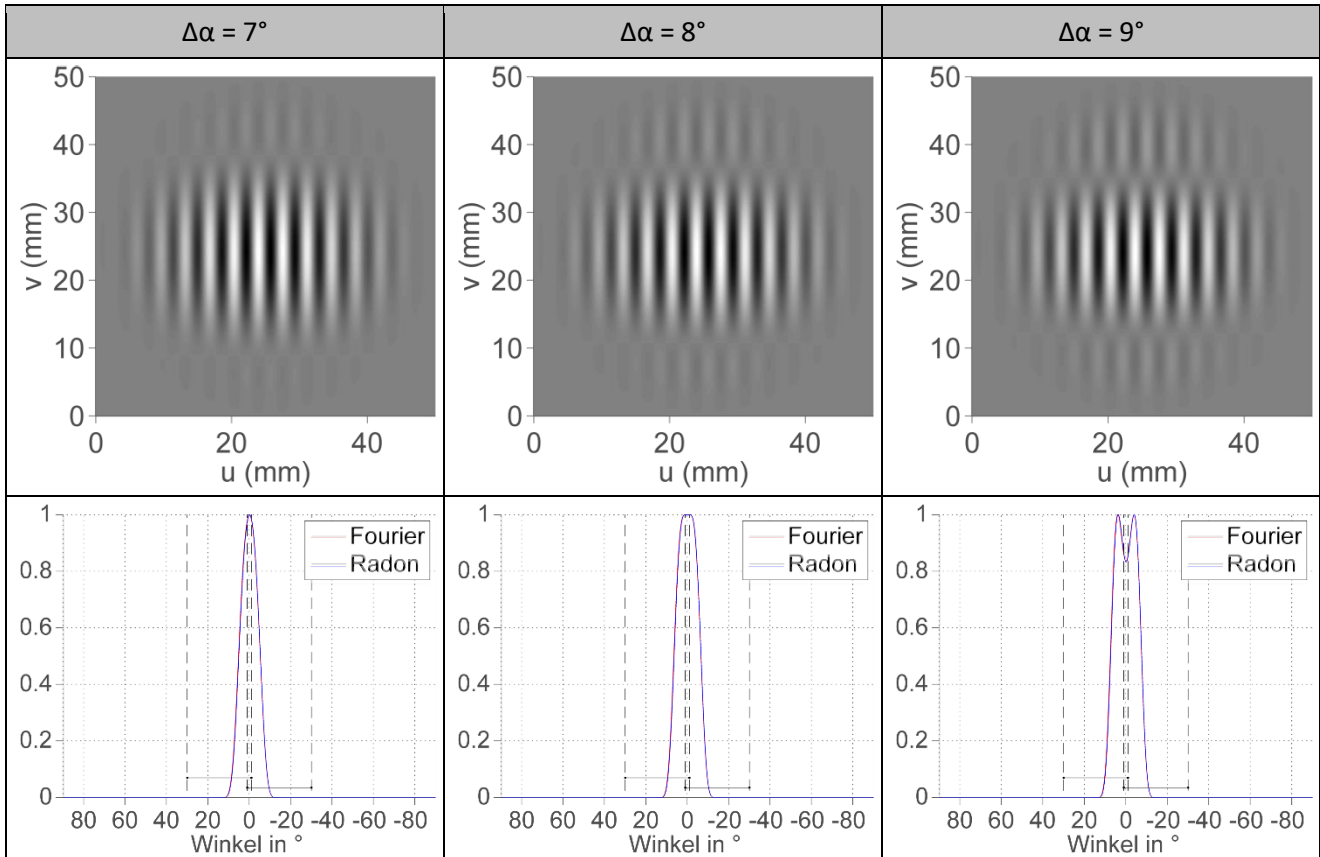 Δα = 7° Δα = 8° Δα = 9°
50 50 50
40 40 40
30 30 30
v (mm) v (mm) v (mm)
20 20 20
10 10 10
0 0 0
0 20 40 0 20 40 0 20 40
u (mm) u (mm) u (mm)
1 Fourier 1 Fourier 1 Fourier
0.8 Radon 0.8 Radon 0.8 Radon
0.6 0.6 0.6
0.4 0.4 0.4
0.2 0.2 0.2
0 0 0
80 60 40 20 0 -20 -40 -60 -80 80 60 40 20 0 -20 -40 -60 -80 80 60 40 20 0 -20 -40 -60 -80
Winkel in ° Winkel in ° Winkel in °